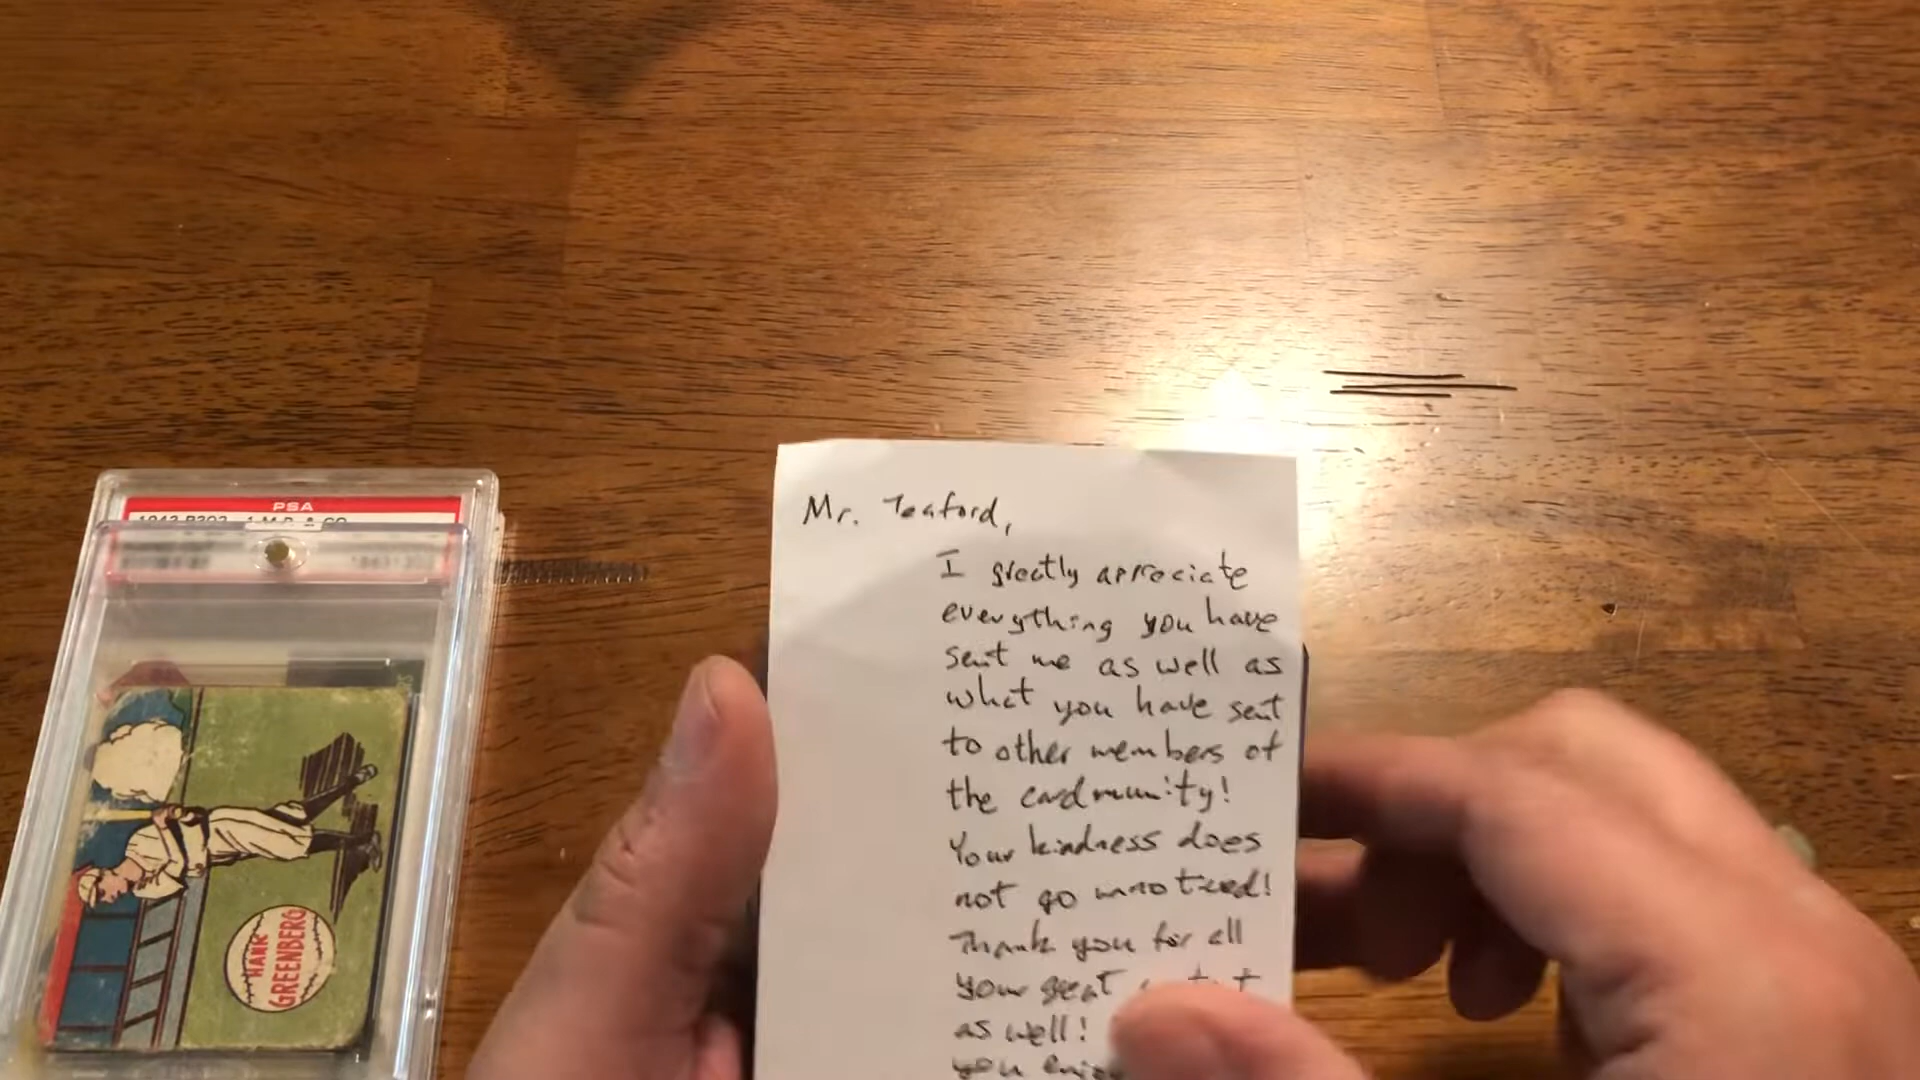 PSA
Mr. Teaford,
I greatly appreciate
everything you have
sent me as well as
what you have sent
to other members of
the cardmunity!
Your kindness does
not go unnoticed!
Thank you for all
your great
as well!
you enjoy
HANK
GREENBERG